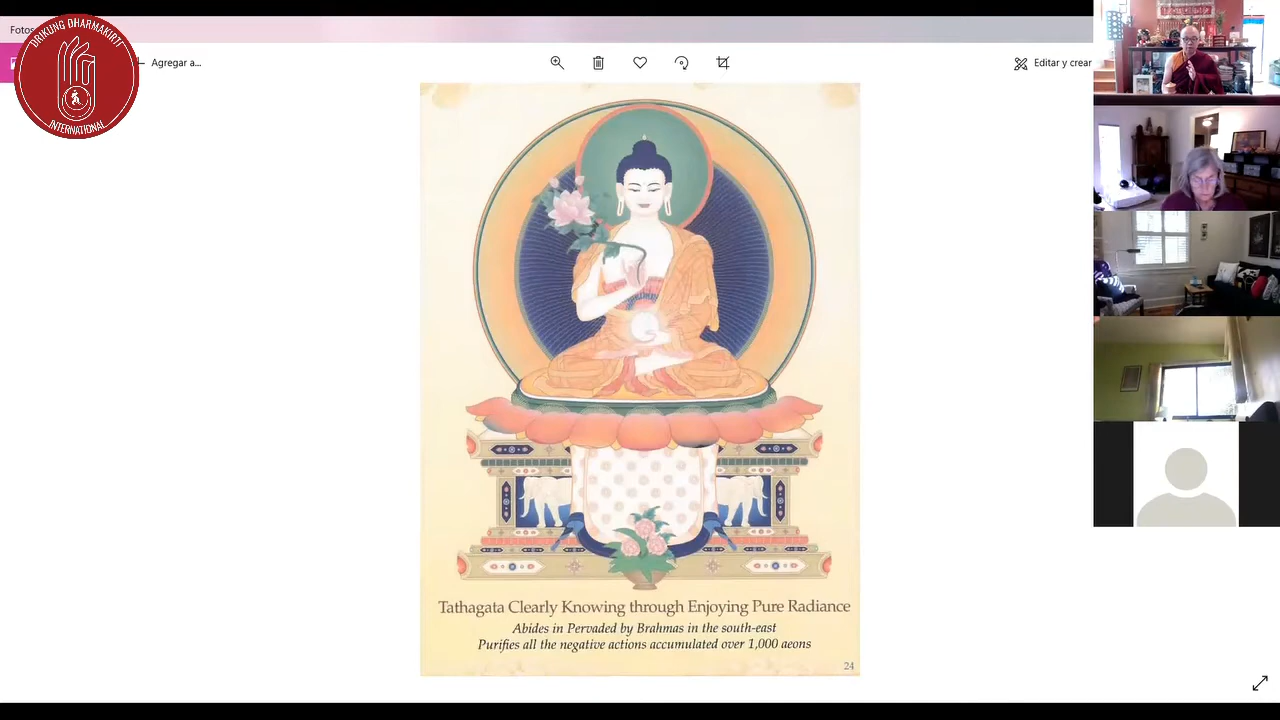 DRIKUNG DHARMAKIRTI
INTERNATIONAL
Agregar a...
Editar y crear
Tathagata Clearly Knowing through Enjoying Pure Radiance
Abides in Pervaded by Brahmas in the south-east
Purifies all the negative actions accumulated over 1,000 aeons
24